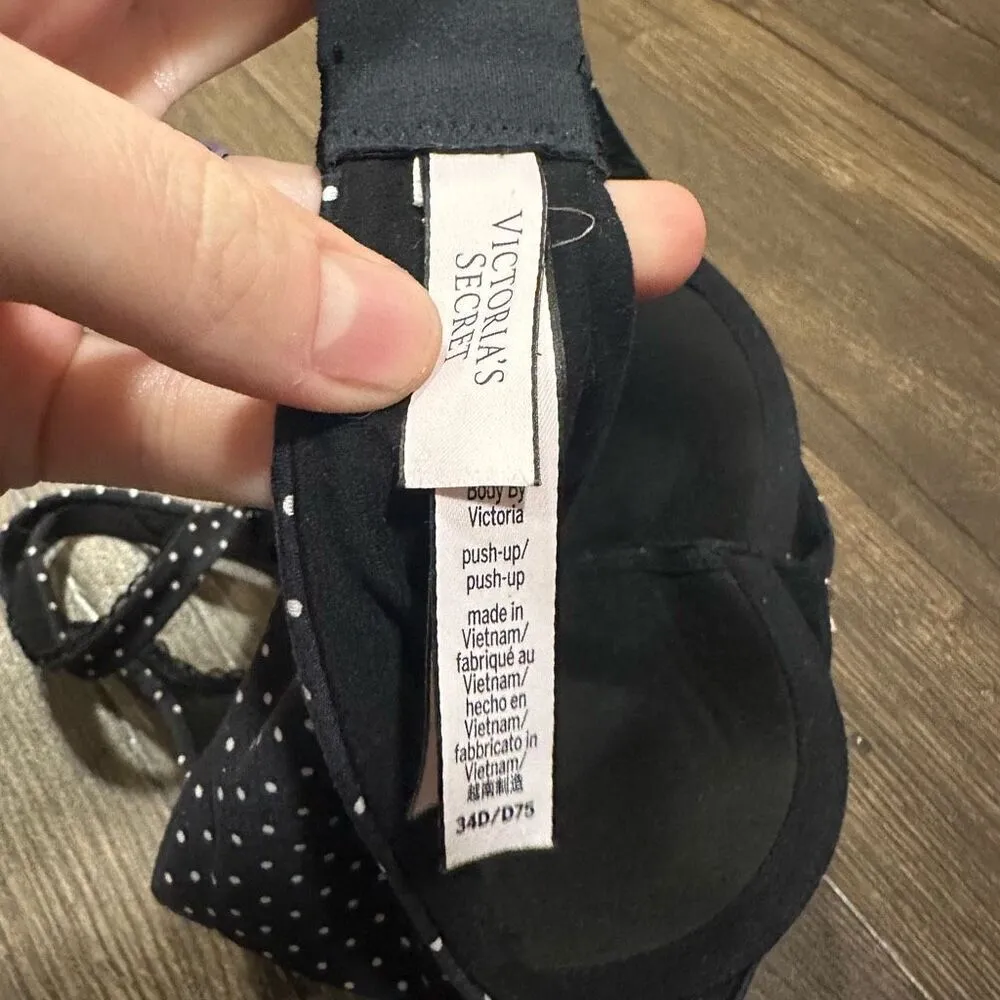 VICTORIA'S
SECRET
Body By
Victoria
push-up/
push-up
made in
Vietnam/
fabriqué au
Vietnam/
hecho en
Vietnam/
fabbricato in
Vietnam/
越南制造
34D/D75